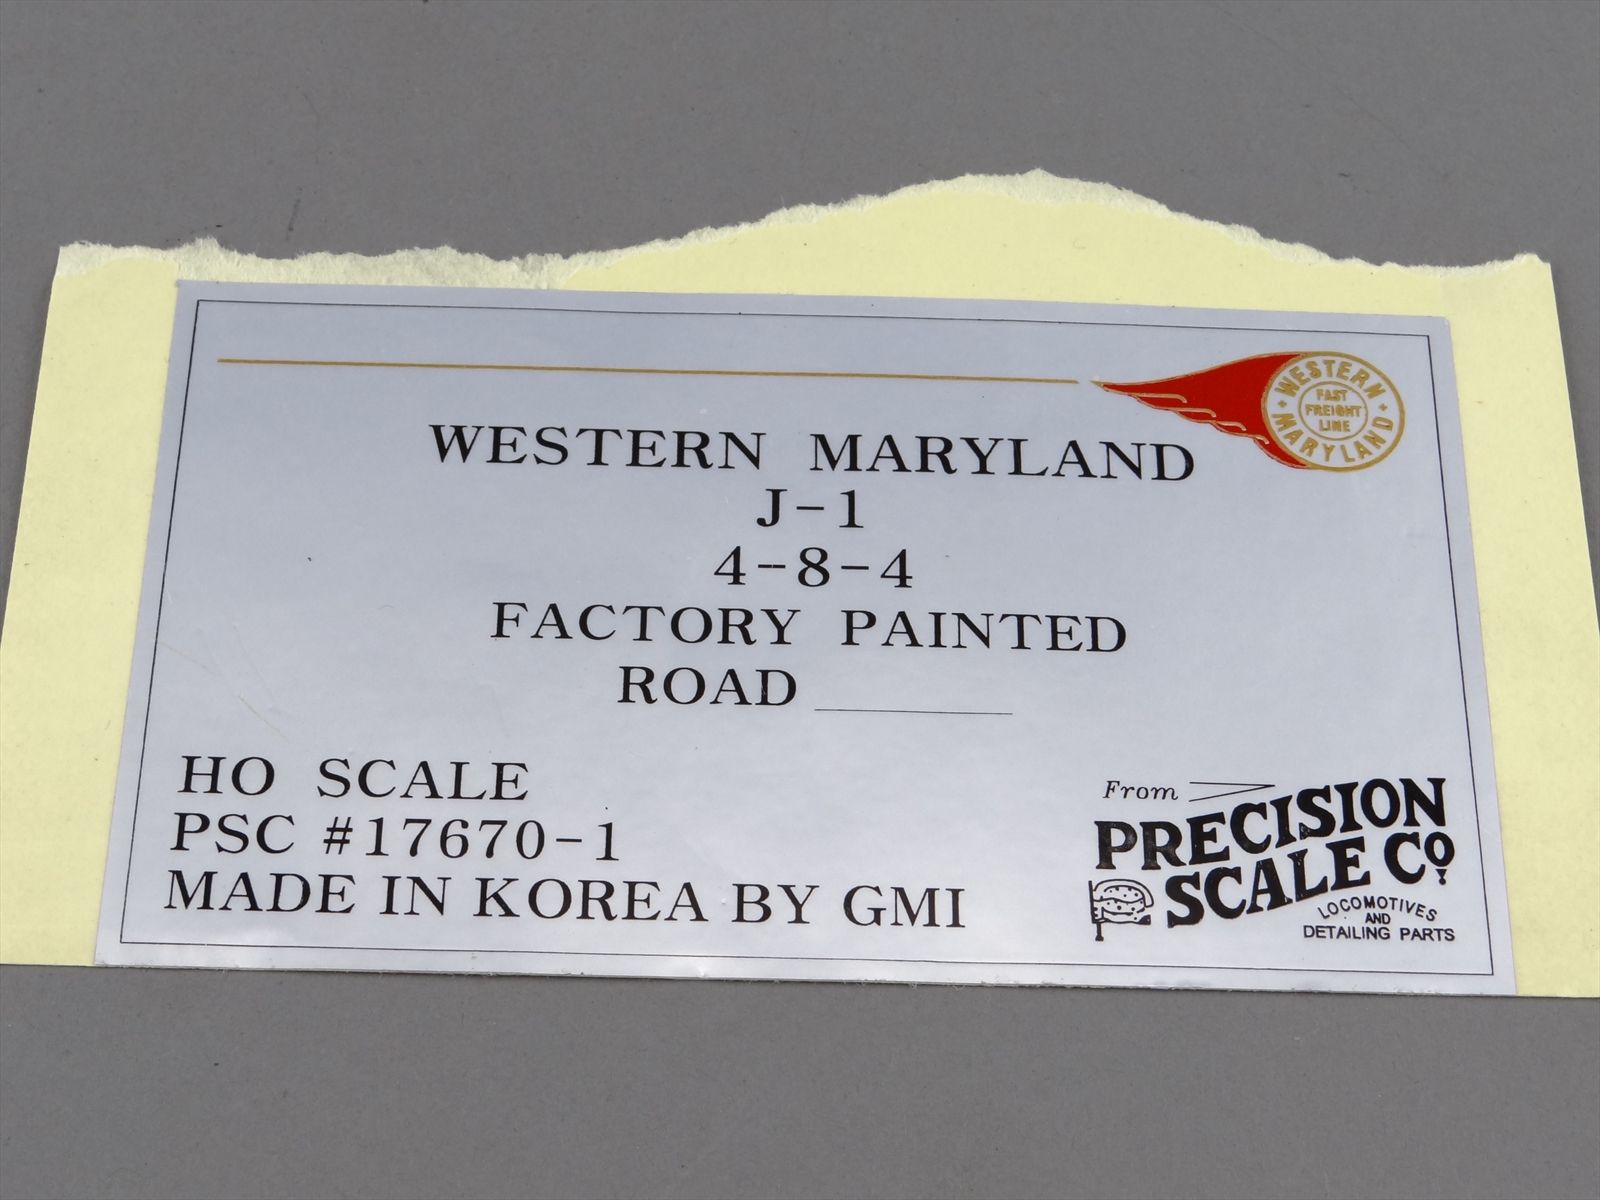 WESTERN MARYLAND
FAST
FREIGHT
LINE
WESTERN MARYLAND
J-1
4-8-4
FACTORY PAINTED
ROAD ______
HO SCALE
PSC #17670-1
MADE IN KOREA BY GMI
From
PRECISION
SCALE Co
LOCOMOTIVES
AND
DETAILING PARTS